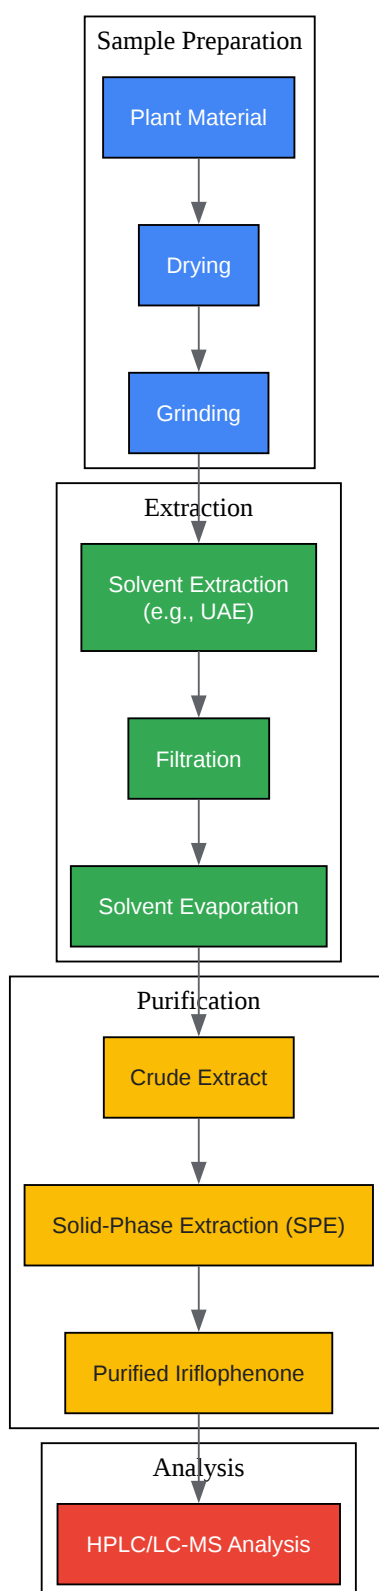 Sample Preparation
Plant Material
Drying
Grinding
Extraction
Solvent Extraction
(e.g., UAE)
Filtration
Solvent Evaporation
Purification
Crude Extract
Solid-Phase Extraction (SPE)
Purified Iriflophenone
Analysis
HPLC/LC-MS Analysis